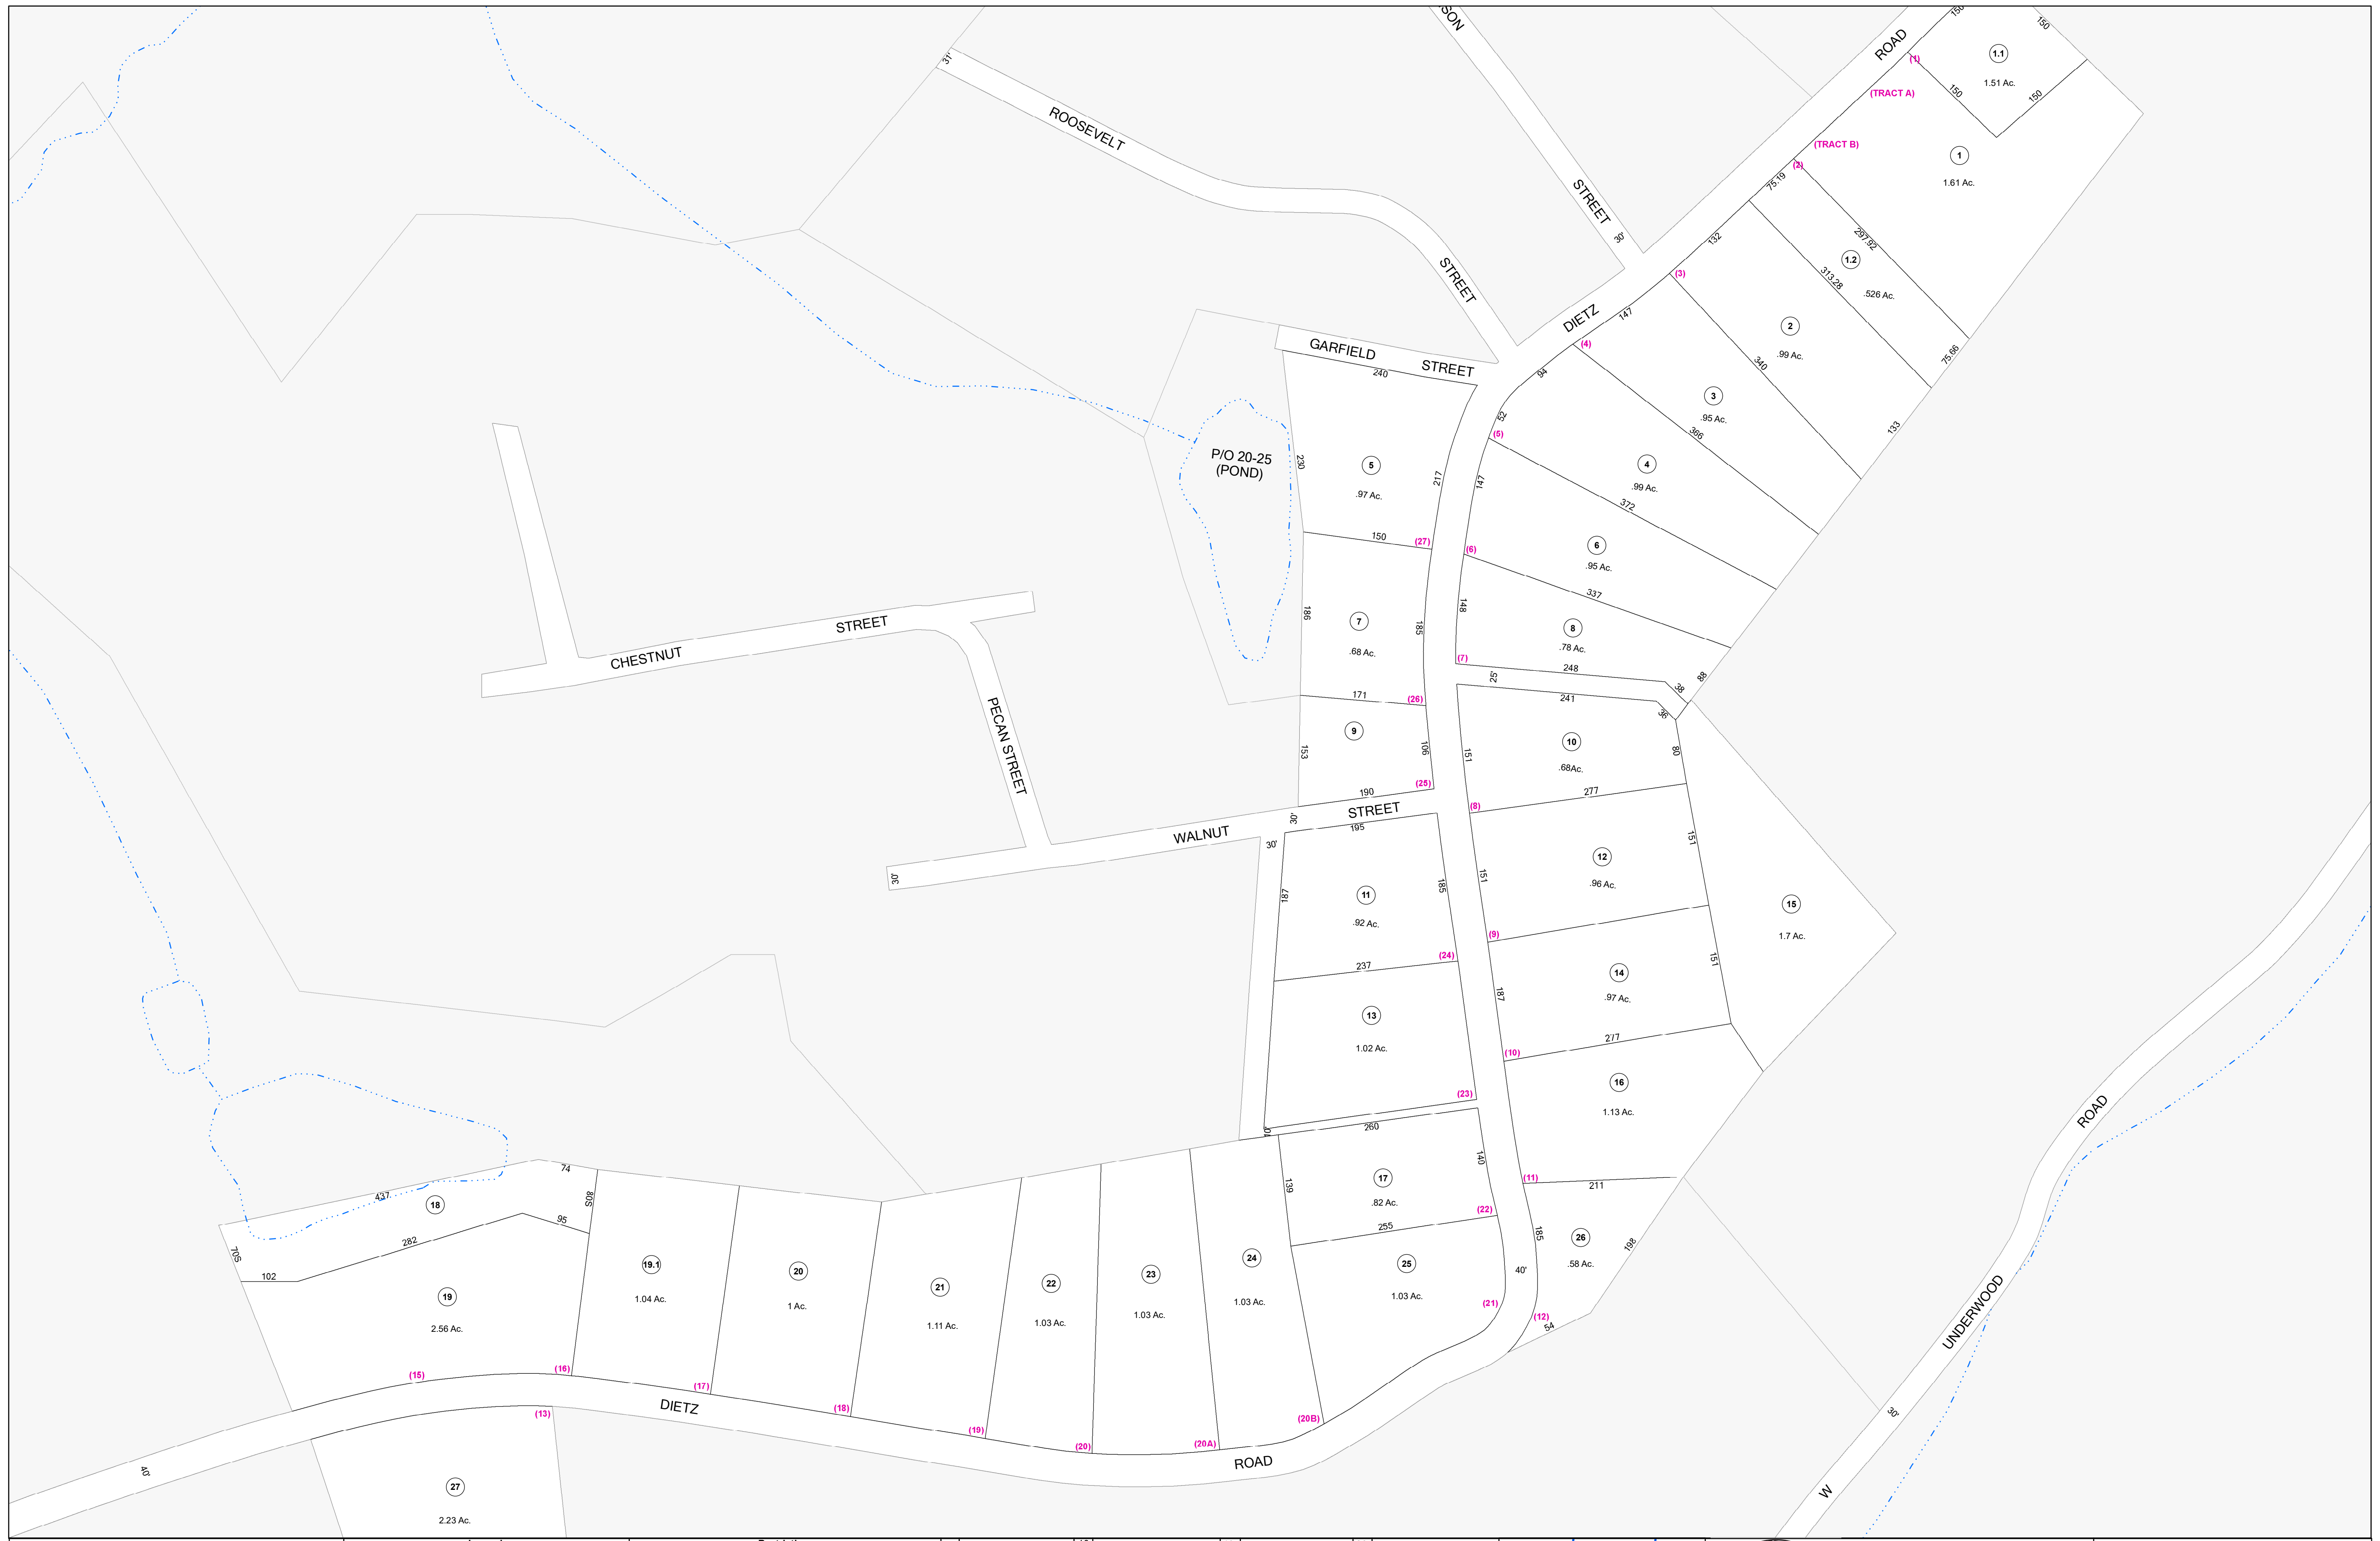 SON
150
150
ROAD
(1)
1.1
1.51 Ac.
31'
150
150
(TRACT A)
ROOSEVELT
(TRACT B)
1
1.61 Ac.
(2)
75.19
STREET
30'
132
297.92
1.2
.526 Ac.
313.28
(3)
STREET
DIETZ
147
2
.99 Ac.
75.66
GARFIELD
STREET
240
(4)
94
340
3
.95 Ac.
52
(5)
366
133
P/O 20-25
(POND)
230
5
.97 Ac.
217
147
4
.99 Ac.
372
150
(27)
(6)
6
.95 Ac.
337
186
7
.68 Ac.
185
148
8
.78 Ac.
STREET
CHESTNUT
(7)
248
25'
38
88
171
(26)
241
36
PECAN STREET
9
153
106
151
10
.68Ac.
80
190
(25)
277
(8)
30'
STREET
WALNUT
195
30'
151
12
.96 Ac.
151
30'
187
11
.92 Ac.
185
15
1.7 Ac.
(9)
237
(24)
151
187
14
.97 Ac.
13
1.02 Ac.
277
(10)
16
1.13 Ac.
(23)
260
10'
ROAD
74
140
437
18
80S
139
17
.82 Ac.
(11)
211
95
(22)
255
282
70S
185
26
.58 Ac.
198
102
19.1
1.04 Ac.
20
1 Ac.
21
1.11 Ac.
22
1.03 Ac.
23
1.03 Ac.
24
1.03 Ac.
25
1.03 Ac.
40'
19
2.56 Ac.
(21)
(12)
54
UNDERWOOD
(15)
(16)
(17)
(18)
(19)
(20)
(20A)
(20B)
(13)
DIETZ
ROAD
30'
40'
27
2.23 Ac.
W